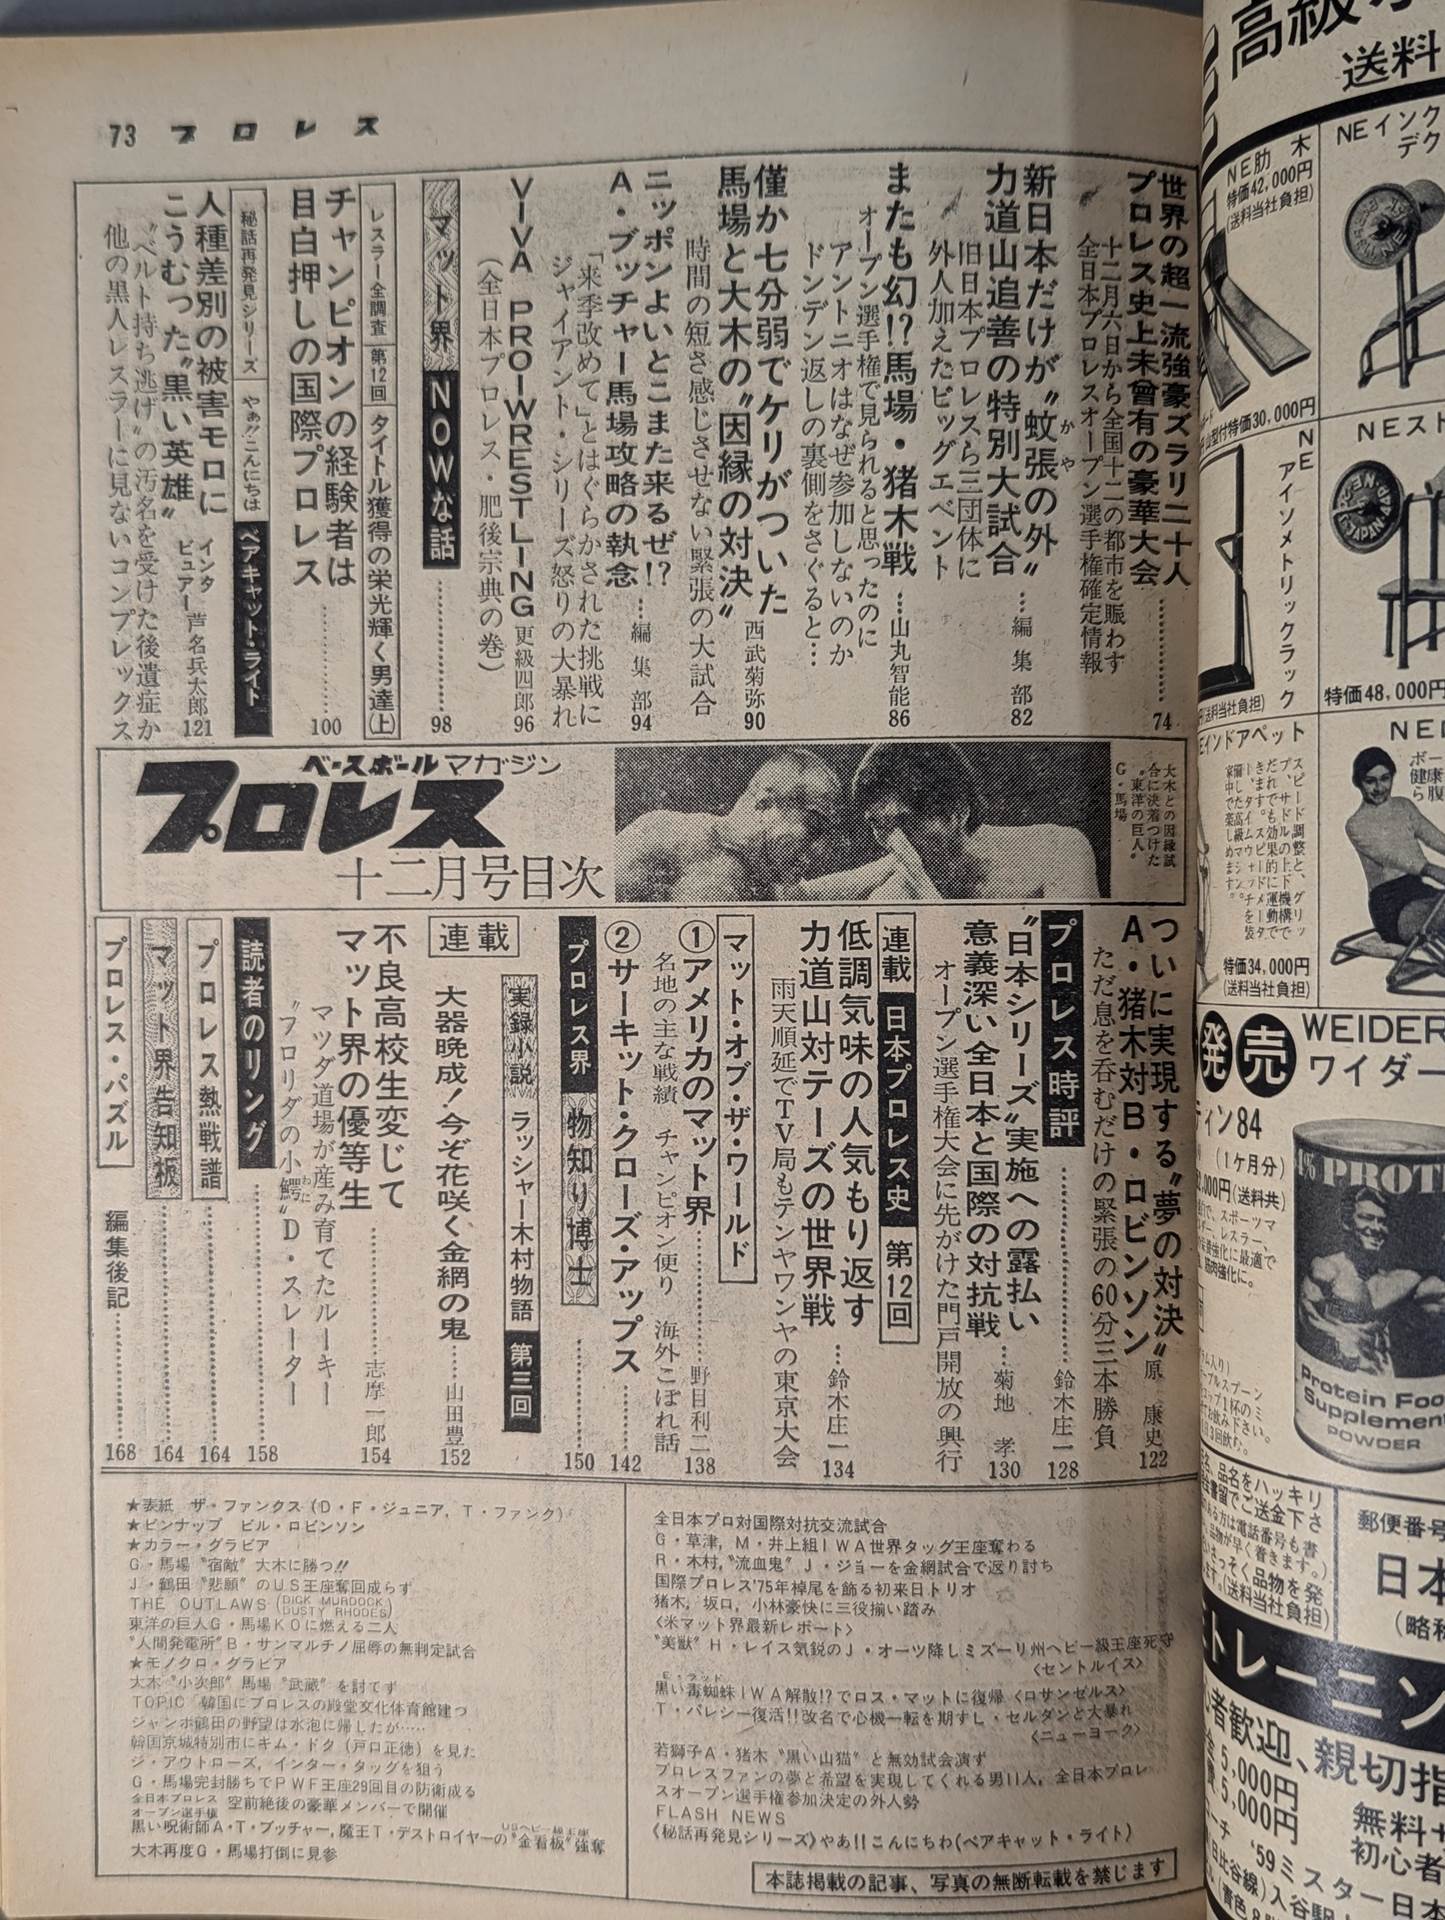 73 プロレス
世界の超一流強豪ズラリ二十人
プロレス史上未曾有の豪華大会……………74
十二月六日から全国十二の都市を賑わす
全日本プロレスオープン選手権確定情報
新日本だけが〝蚊張の外〟
かや
力道山追善の特別大試合…編集部 82
旧日本プロレスら三団体に
外人加えたビッグエベント
またも幻!?馬場・猪木戦…山丸智能 86
オープン選手権で見られると思ったのに
アントニオはなぜ参加しないのか
ドンデン返しの裏側をさぐると…
僅か七分弱でケリがついた
馬場と大木の〝因縁の対決〟西武菊弥 90
時間の短さ感じさせない緊張の大試合
ニッポンよいとこまた来るぜ!?
A・ブッチャー馬場攻略の執念…編集部 94
「来季改めて」とはぐらかされた挑戦に
ジャイアント・シリーズ怒りの大暴れ
VIVA PRO-WRESTLING 更級四郎 96
(全日本プロレス・肥後宗典の巻)
マット界 NOWな話……………98
レスラー全調査 第12回 タイトル獲得の栄光輝く男達(上)
チャンピオンの経験者は
目白押しの国際プロレス……………100
秘話再発見シリーズ やぁ!!こんにちは ベアキャット・ライト
人種差別の被害モロに
こうむった〝黒い英雄〟 インタビュアー 芦名兵太郎 121
〝ベルト持ち逃げ〟の汚名を受けた後遺症か
他の黒人レスラーに見ないコンプレックス
ベースボールマガジン
プロレス
十二月号目次
大木との因縁試
合に決着つけた
〝東洋の巨人〟
G・馬場
ついに実現する〝夢の対決〟
A・猪木対B・ロビンソン 原 康史 122
ただ息を呑むだけの緊張の60分三本勝負
プロレス時評……………鈴木庄一 128
〝日本シリーズ〟実施への露払い
意義深い全日本と国際の対抗戦…菊地 孝 130
オープン選手権大会に先がけた門戸開放の興行
連載 日本プロレス史 第12回
低調気味の人気もり返す
力道山対テーズの世界戦…鈴木庄一 134
雨天順延でTV局もテンヤワンヤの東京大会
マット・オブ・ザ・ワールド
①アメリカのマット界……………野目利二 138
名地の主な戦績 チャンピオン便り 海外こぼれ話
②サーキット・クローズ・アップス……………142
プロレス界 物知り博士……………150
実録小説 ラッシャー木村物語 第三回
連載
大器晩成!今ぞ花咲く金網の鬼……山田 豊 152
不良高校生変じて
マット界の優等生……………志摩一郎 154
マツダ道場が産み育てたルーキー
〝フロリダの小鰐〟D・スレーター
わに
読者のリング……………158
プロレス熱戦譜……………164
マット界告知板……………164
プロレス・パズル 編集後記……………168
★表紙 ザ・ファンクス(D・F・ジュニア, T・ファンク)
★ピンナップ ビル・ロビンソン
★カラー・グラビア
G・馬場〝宿敵〟大木に勝つ!!
J・鶴田〝悲願〟のUS王座奪回成らず
THE OUTLAWS (DICK MURDOCK DUSTY RHODES)
東洋の巨人G・馬場KOに燃える二人
〝人間発電所〟B・サンマルチノ屈辱の無判定試合
★モノクロ・グラビア
大木〝小次郎〟馬場〝武蔵〟を討てず
TOPIC 韓国にプロレスの殿堂文化体育館建つ
ジャンボ鶴田の野望は水泡に帰したが……
韓国京城特別市にキム・ドク(戸口正徳)を見た
ジ・アウトローズ,インター・タッグを狙う
G・馬場完封勝ちでPWF王座29回目の防衛成る
全日本プロレスオープン選手権 空前絶後の豪華メンバーで開催
黒い呪術師A・T・ブッチャー,魔王T・デストロイヤーの〝金看板〟強奪
USヘビー級王座
大木再度G・馬場打倒に見参
全日本プロ対国際対抗交流試合
G・草津, M・井上組IWA世界タッグ王座奪わる
R・木村,〝流血鬼〟J・ジョーを金網試合で返り討ち
国際プロレス'75年棹尾を飾る初来日トリオ
猪木,坂口,小林豪快に三役揃い踏み
〈米マット界最新レポート〉
〝美獣〟H・レイス気鋭のJ・オーツ降しミズーリ州ヘビー級王座死守
〈セントルイス〉
E・ラッド
黒い毒蜘蛛IWA解散!?でロス・マットに復帰〈ロサンゼルス〉
T・バレシー復活!!改名で心機一転を期すL・セルダンと大暴れ
〈ニューヨーク〉
若獅子A・猪木〝黒い山猫〟と無効試合演ず
プロレスファンの夢と希望を実現してくれる男11人,全日本プロレ
スオープン選手権参加決定の外人勢
FLASH NEWS
《秘話再発見シリーズ》やあ!!こんにちわ(ベアキャット・ライト)
本誌掲載の記事、写真の無断転載を禁じます
高級
送料
NE肋木
特価42,000円
(送料当社負担)
NEインク
デク
特価30,000円
NE
アイソメトリックラック
(送料当社負担)
NEスト
特価48,000円
インドアペット
特価34,000円
(送料当社負担)
ボー
健康
ら腹
発売
WEIDER
ワイダー
ティン84
(1ケ月分)
(送料共)
Protein Food
Supplement
POWDER
品名をハッキリ
郵便番号
日本
(略称
トレーニン
者歓迎、親切指
5,000円
5,000円
無料
初心者
'59ミスター日本
日比谷線)入谷駅